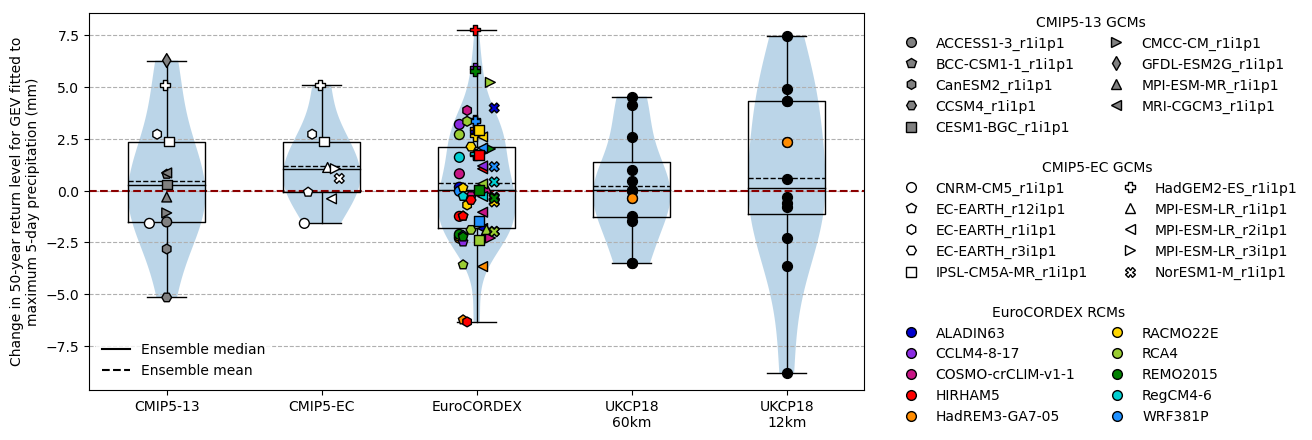 Change in 50-year return level for GEV fitted to
maximum 5-day precipitation (mm)
7.5
5.0
2.5
0.0
−2.5
−5.0
−7.5
Ensemble median
Ensemble mean
CMIP5-13
CMIP5-EC
EuroCORDEX
UKCP18
60km
UKCP18
12km
CMIP5-13 GCMs
ACCESS1-3_r1i1p1
BCC-CSM1-1_r1i1p1
CanESM2_r1i1p1
CCSM4_r1i1p1
CESM1-BGC_r1i1p1
CMCC-CM_r1i1p1
GFDL-ESM2G_r1i1p1
MPI-ESM-MR_r1i1p1
MRI-CGCM3_r1i1p1
CMIP5-EC GCMs
CNRM-CM5_r1i1p1
EC-EARTH_r12i1p1
EC-EARTH_r1i1p1
EC-EARTH_r3i1p1
IPSL-CM5A-MR_r1i1p1
HadGEM2-ES_r1i1p1
MPI-ESM-LR_r1i1p1
MPI-ESM-LR_r2i1p1
MPI-ESM-LR_r3i1p1
NorESM1-M_r1i1p1
EuroCORDEX RCMs
ALADIN63
CCLM4-8-17
COSMO-crCLIM-v1-1
HIRHAM5
HadREM3-GA7-05
RACMO22E
RCA4
REMO2015
RegCM4-6
WRF381P